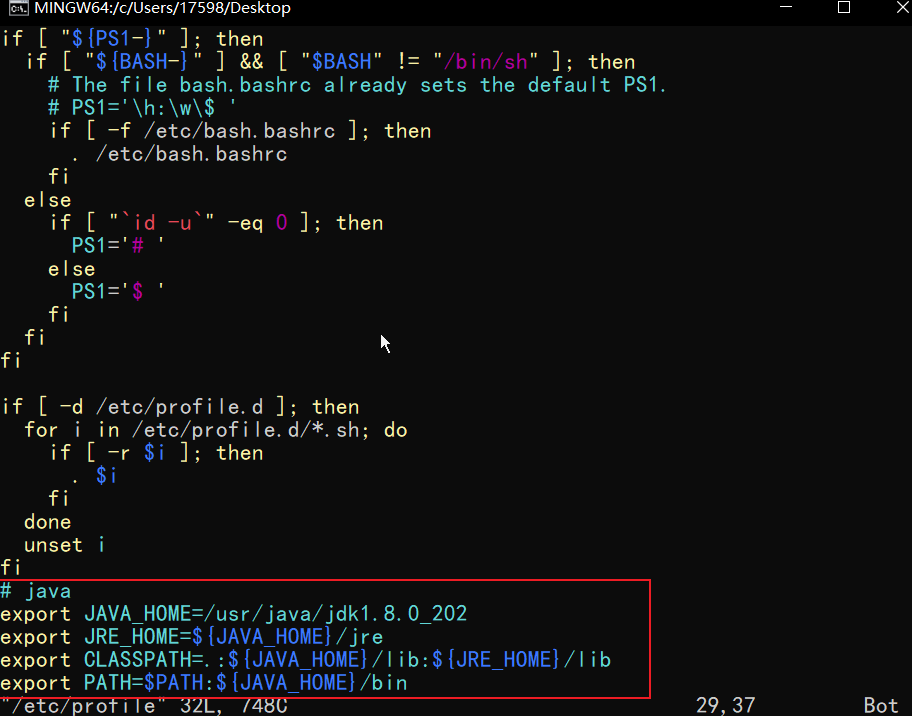 MINGW64:/c/Users/17598/Desktop
if [ "${PS1-}" ]; then
  if [ "${BASH-}" ] && [ "$BASH" != "/bin/sh" ]; then
    # The file bash.bashrc already sets the default PS1.
    # PS1='\h:\w\$ '
    if [ -f /etc/bash.bashrc ]; then
      . /etc/bash.bashrc
    fi
  else
    if [ "`id -u`" -eq 0 ]; then
      PS1='# '
    else
      PS1='$ '
    fi
  fi
fi

if [ -d /etc/profile.d ]; then
  for i in /etc/profile.d/*.sh; do
    if [ -r $i ]; then
      . $i
    fi
  done
  unset i
fi
# java
export JAVA_HOME=/usr/java/jdk1.8.0_202
export JRE_HOME=${JAVA_HOME}/jre
export CLASSPATH=.:${JAVA_HOME}/lib:${JRE_HOME}/lib
export PATH=$PATH:${JAVA_HOME}/bin
"/etc/profile" 32L, 748C 29,37 Bot